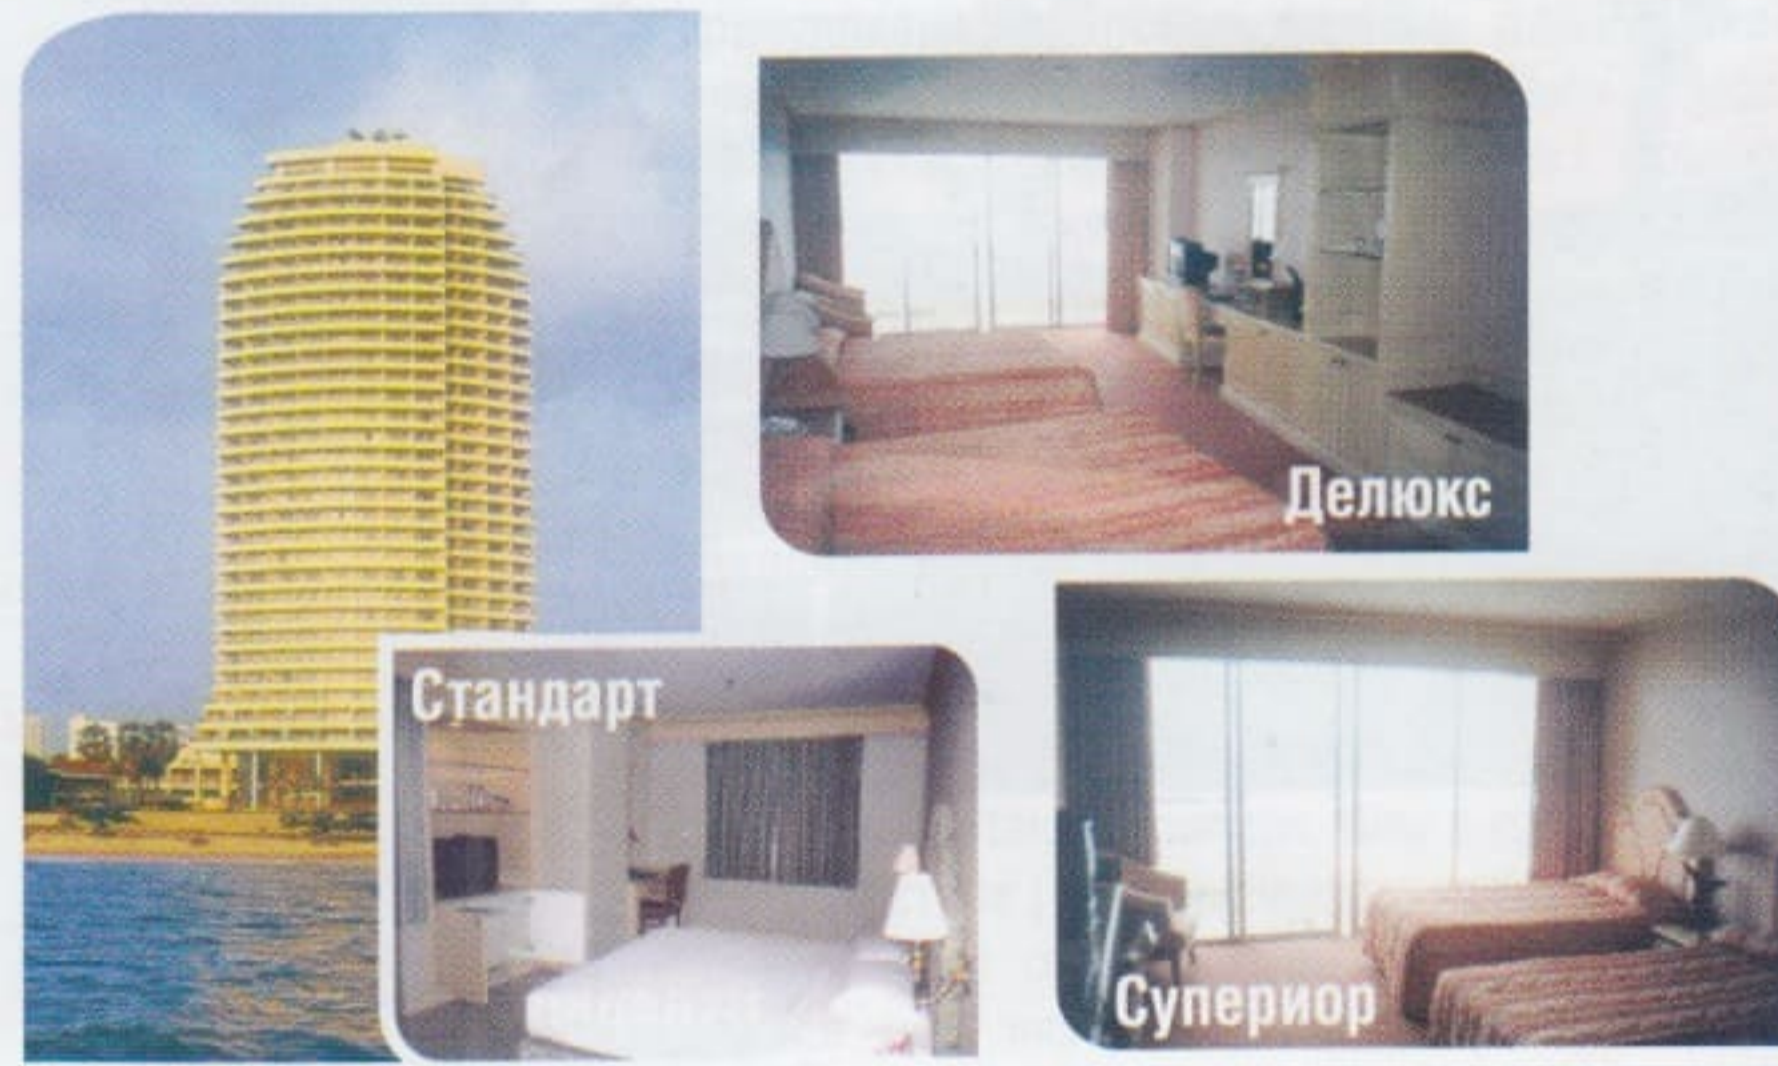 Делюкс
Стандарт
Супериор